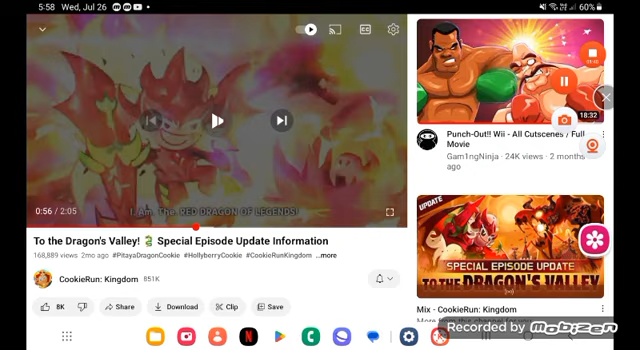 5:58 Wed, Jul 26
60%
CC
I. Am. The. RED DRAGON OF LEGENDS!
0:56 / 2:05
To the Dragon's Valley! 🐉 Special Episode Update Information
168,889 views 2mo ago #PitayaDragonCookie #HollyberryCookie #CookieRunKingdom ...more
CookieRun: Kingdom 851K
8K
Share
Download
Clip
Save
18:32
Punch-Out!! Wii - All Cutscenes / Full
Movie
Gam1ngNinja · 24K views · 2 months
ago
UPDATE
SPECIAL EPISODE UPDATE
TO THE DRAGON'S VALLEY
Mix - CookieRun: Kingdom
Recorded by Mobizen